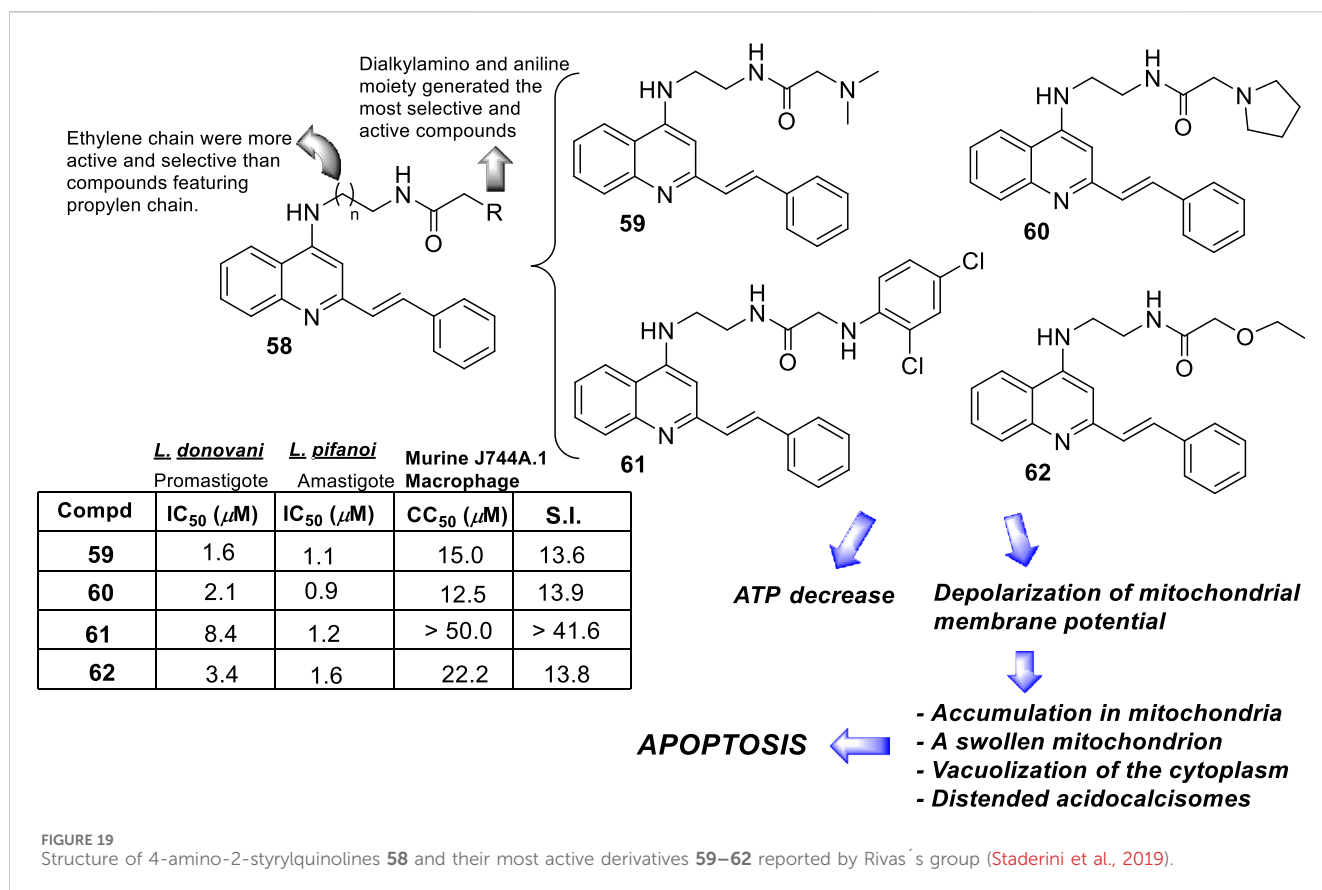 Dialkylamino and aniline
moiety generated the
most selective and
active compounds
Ethylene chain were more
active and selective than
compounds featuring
propylen chain.
HN
( )n
H
N
O
R
N
58
HN
H
N
O
N
N
59
HN
H
N
O
N
N
60
HN
H
N
O
N
H
Cl
Cl
N
61
HN
H
N
O
O
N
62
L. donovani L. pifanoi Murine J744A.1
Promastigote Amastigote Macrophage
Compd IC50 (µM) IC50 (µM) CC50 (µM) S.I.
59 1.6 1.1 15.0 13.6
60 2.1 0.9 12.5 13.9
61 8.4 1.2 > 50.0 > 41.6
62 3.4 1.6 22.2 13.8
ATP decrease
Depolarization of mitochondrial
membrane potential
- Accumulation in mitochondria
- A swollen mitochondrion
- Vacuolization of the cytoplasm
- Distended acidocalcisomes
APOPTOSIS
FIGURE 19
Structure of 4-amino-2-styrylquinolines 58 and their most active derivatives 59–62 reported by Rivas´s group (Staderini et al., 2019).